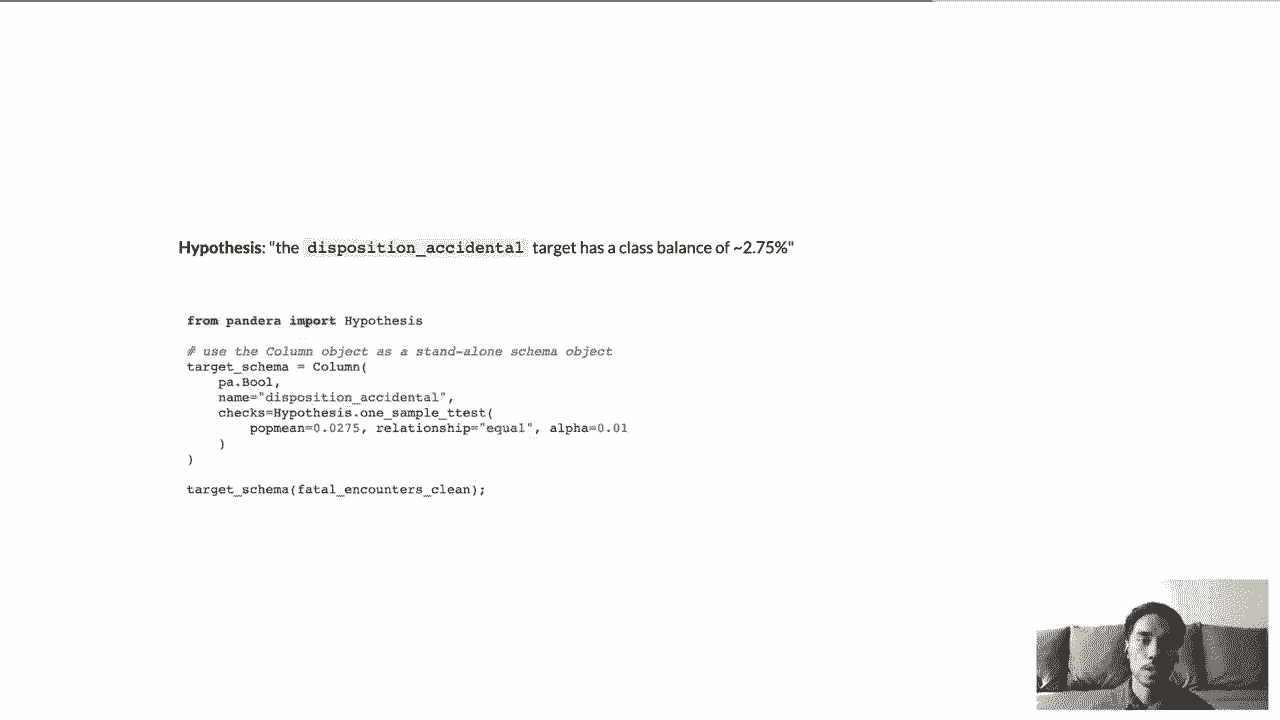 Hypothesis: "the disposition_accidental target has a class balance of ~2.75%"
from pandera import Hypothesis
# use the Column object as a stand-alone schema object
target_schema = Column(
    pa.Bool,
    name="disposition_accidental",
    checks=Hypothesis.one_sample_ttest(
        popmean=0.0275, relationship="equal", alpha=0.01
    )
)
target_schema(fatal_encounters_clean);